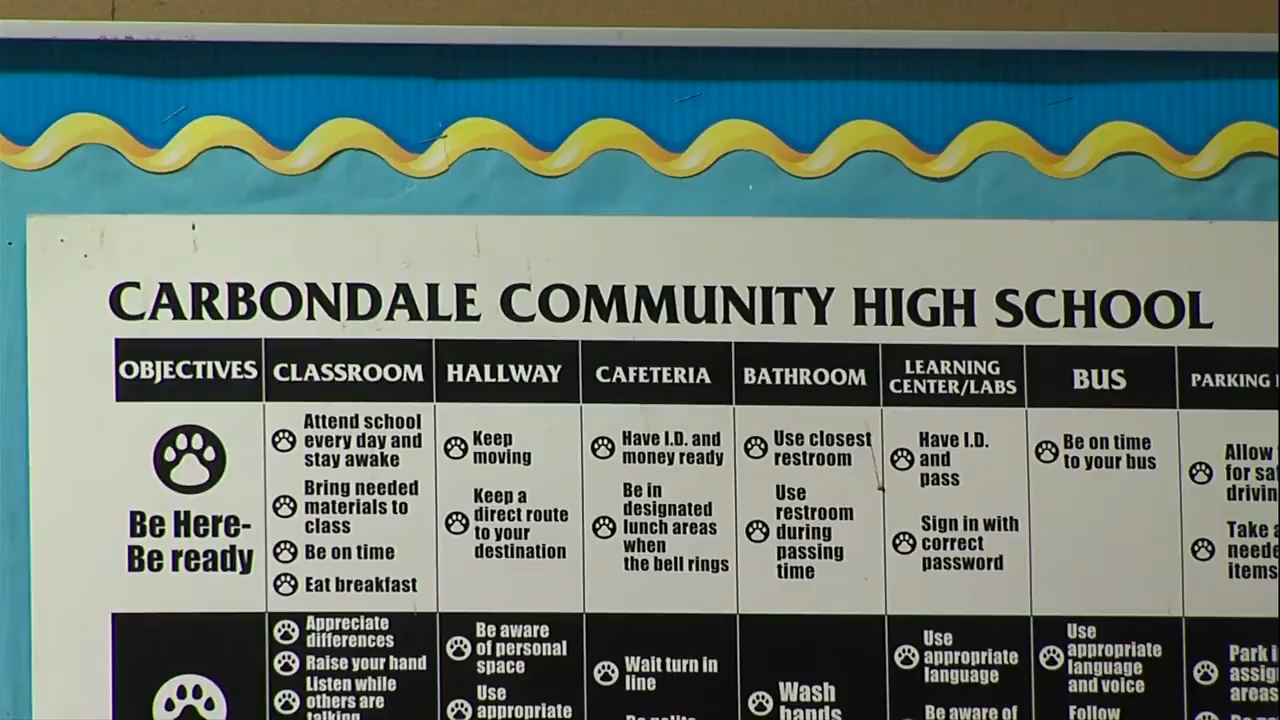 CARBONDALE COMMUNITY HIGH SCHOOL
OBJECTIVES
CLASSROOM
HALLWAY
CAFETERIA
BATHROOM
LEARNING
CENTER/LABS
BUS
PARKING
Be Here-
Be ready
Attend school
every day and
stay awake
Bring needed
materials to
class
Be on time
Eat breakfast
Keep
moving
Keep a
direct route
to your
destination
Have I.D. and
money ready
Be in
designated
lunch areas
when
the bell rings
Use closest
restroom
Use
restroom
during
passing
time
Have I.D.
and
pass
Sign in with
correct
password
Be on time
to your bus
Allow
for
Take
Appreciate
differences
Raise your hand
Listen while
others are
talking
Be aware
of personal
space
Use
appropriate
Wait turn in
line
Wash
hands
Use
appropriate
language
Be aware of
Use
appropriate
language
and voice
Follow
Park
areas